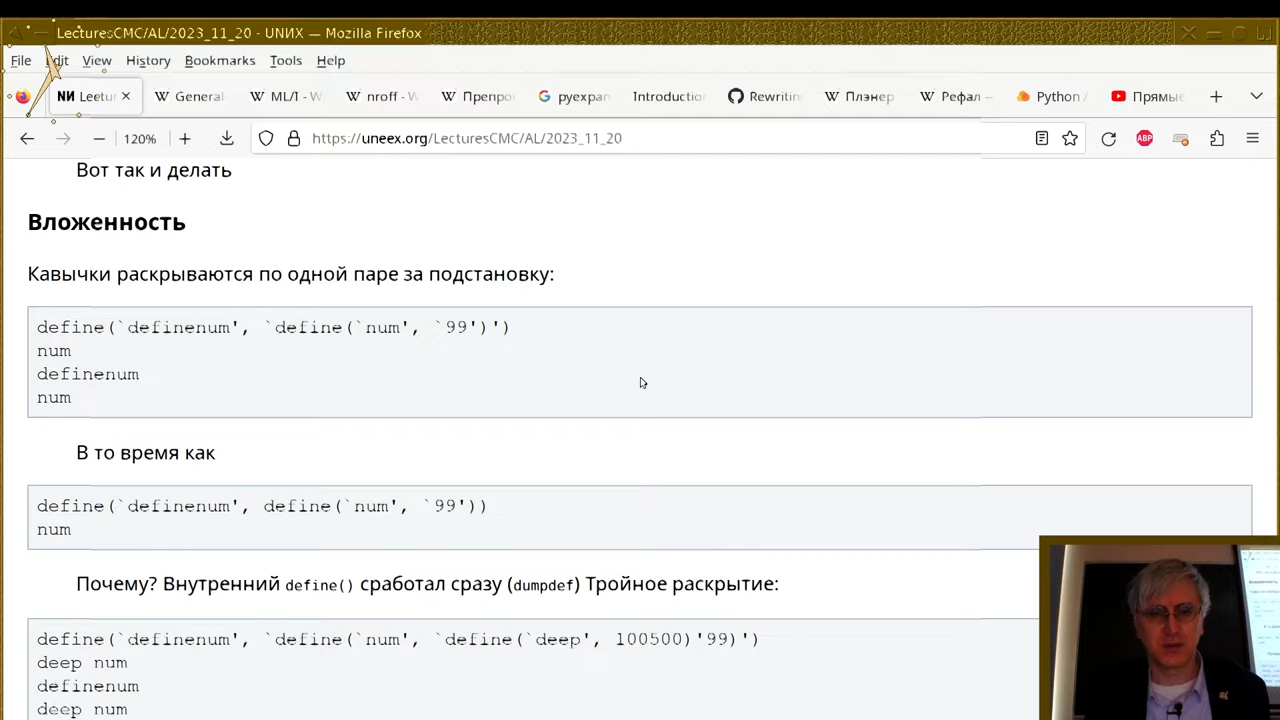 LecturesCMC/AL/2023_11_20 - UNИX — Mozilla Firefox
File Edit View History Bookmarks Tools Help
Lectu General- ML/I - W nroff - W Препро pyexpan Introduction Rewritin Плэнер Рефал — Python / Прямые
120% https://uneex.org/LecturesCMC/AL/2023_11_20 ABP
Вот так и делать
Вложенность
Кавычки раскрываются по одной паре за подстановку:
define(`definenum', `define(`num', `99')')
num
definenum
num
В то время как
define(`definenum', define(`num', `99'))
num
Почему? Внутренний define() сработал сразу (dumpdef) Тройное раскрытие:
define(`definenum', `define(`num', `define(`deep', 100500)'99)')
deep num
definenum
deep num